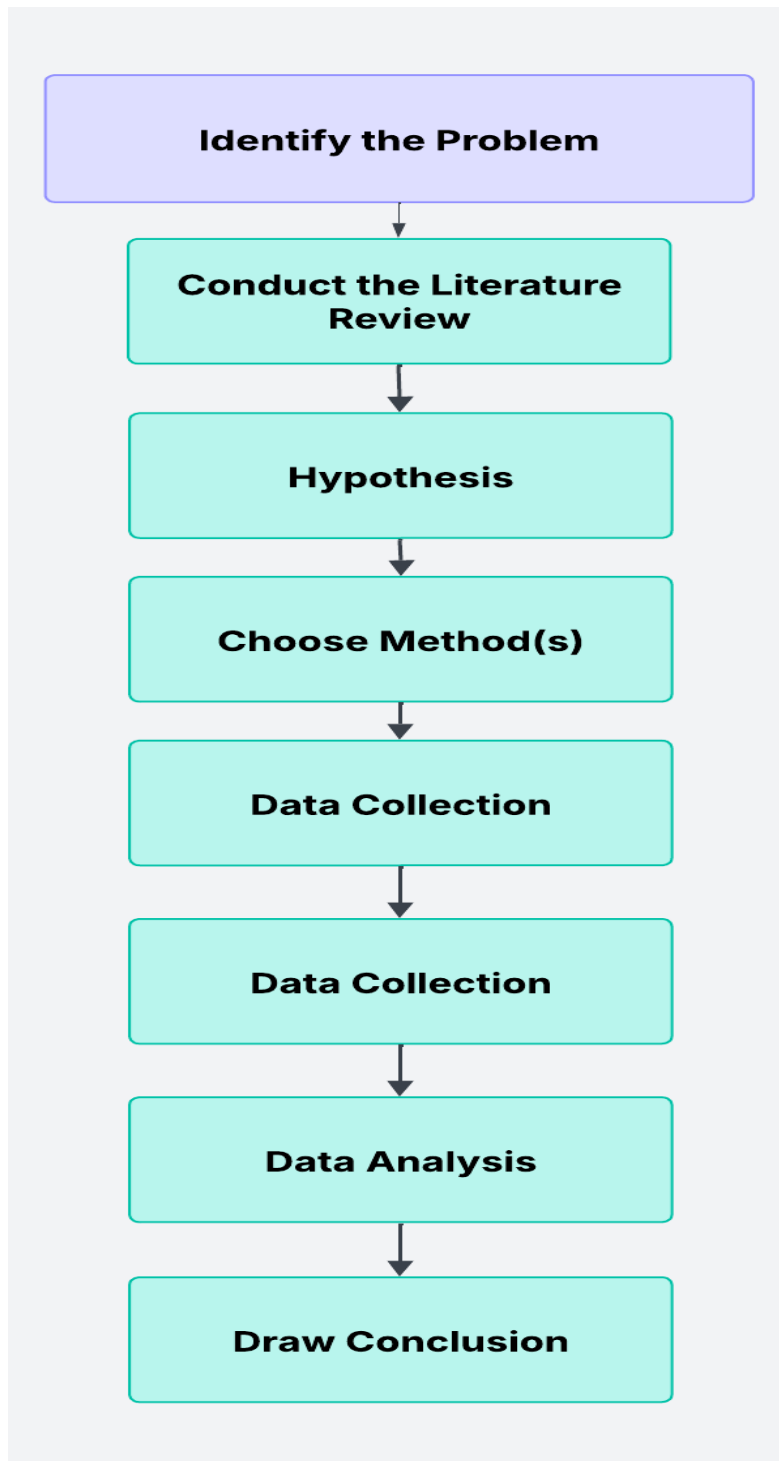 Identify the Problem
Conduct the Literature
Review
Hypothesis
Choose Method(s)
Data Collection
Data Collection
Data Analysis
Draw Conclusion